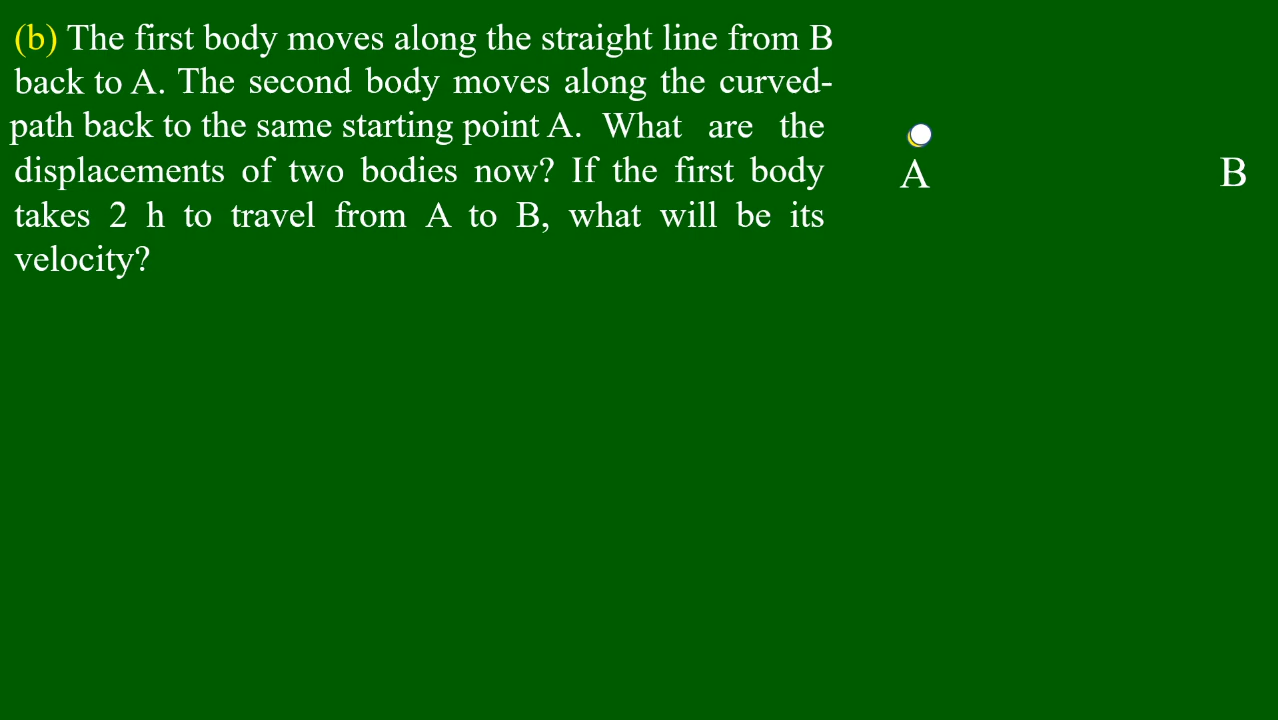 (b) The first body moves along the straight line from B
back to A. The second body moves along the curved-
path back to the same starting point A. What are the
displacements of two bodies now? If the first body
takes 2 h to travel from A to B, what will be its
velocity?
A
B